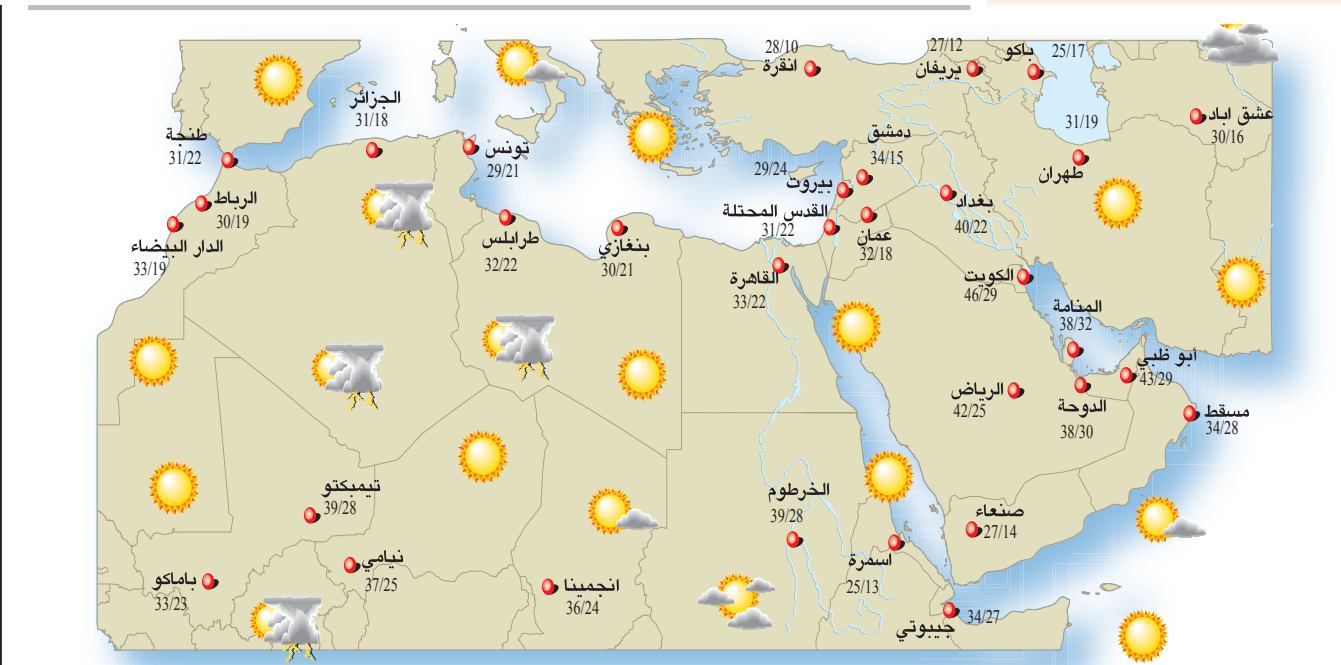 28/10
انقرة
27/12
يريفان
باكو
25/17
عشق اباد
30/16
31/19
طهران
الجزائر
31/18
طنجة
31/22
تونس
29/21
دمشق
34/15
29/24
بيروت
بغداد
40/22
الرباط
30/19
القدس المحتلة
31/22
عمان
32/18
الدار البيضاء
33/19
طرابلس
32/22
بنغازي
30/21
القاهرة
33/22
الكويت
46/29
المنامة
38/32
أبو ظبي
43/29
الرياض
42/25
الدوحة
38/30
مسقط
34/28
تيمبكتو
39/28
الخرطوم
39/28
صنعاء
27/14
نيامي
37/25
باماكو
33/23
انجمينا
36/24
اسمرة
25/13
جيبوتي
34/27